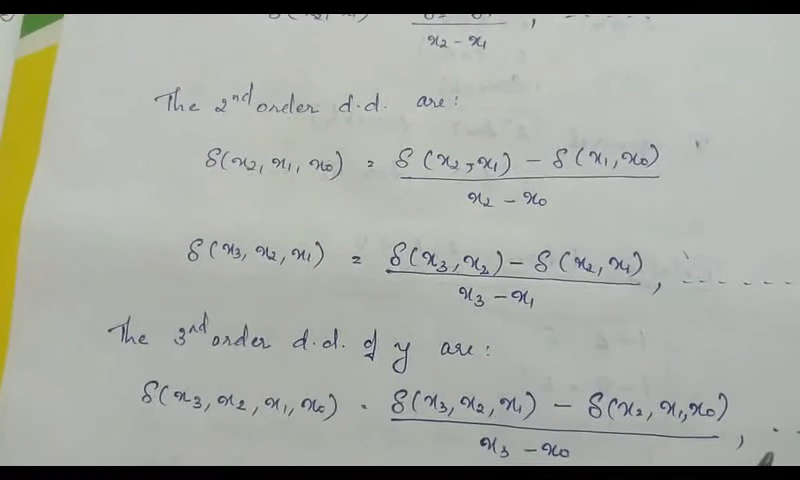 x₂ - x₁
The 2nd order d.d. are:
δ(x₂, x₁, x₀) = δ(x₂, x₁) - δ(x₁, x₀) / x₂ - x₀
δ(x₃, x₂, x₁) = δ(x₃, x₂) - δ(x₂, x₁) / x₃ - x₁ , ......
The 3nd order d.d. of y are:
δ(x₃, x₂, x₁, x₀) = δ(x₃, x₂, x₁) - δ(x₂, x₁, x₀) / x₃ - x₀ , ..